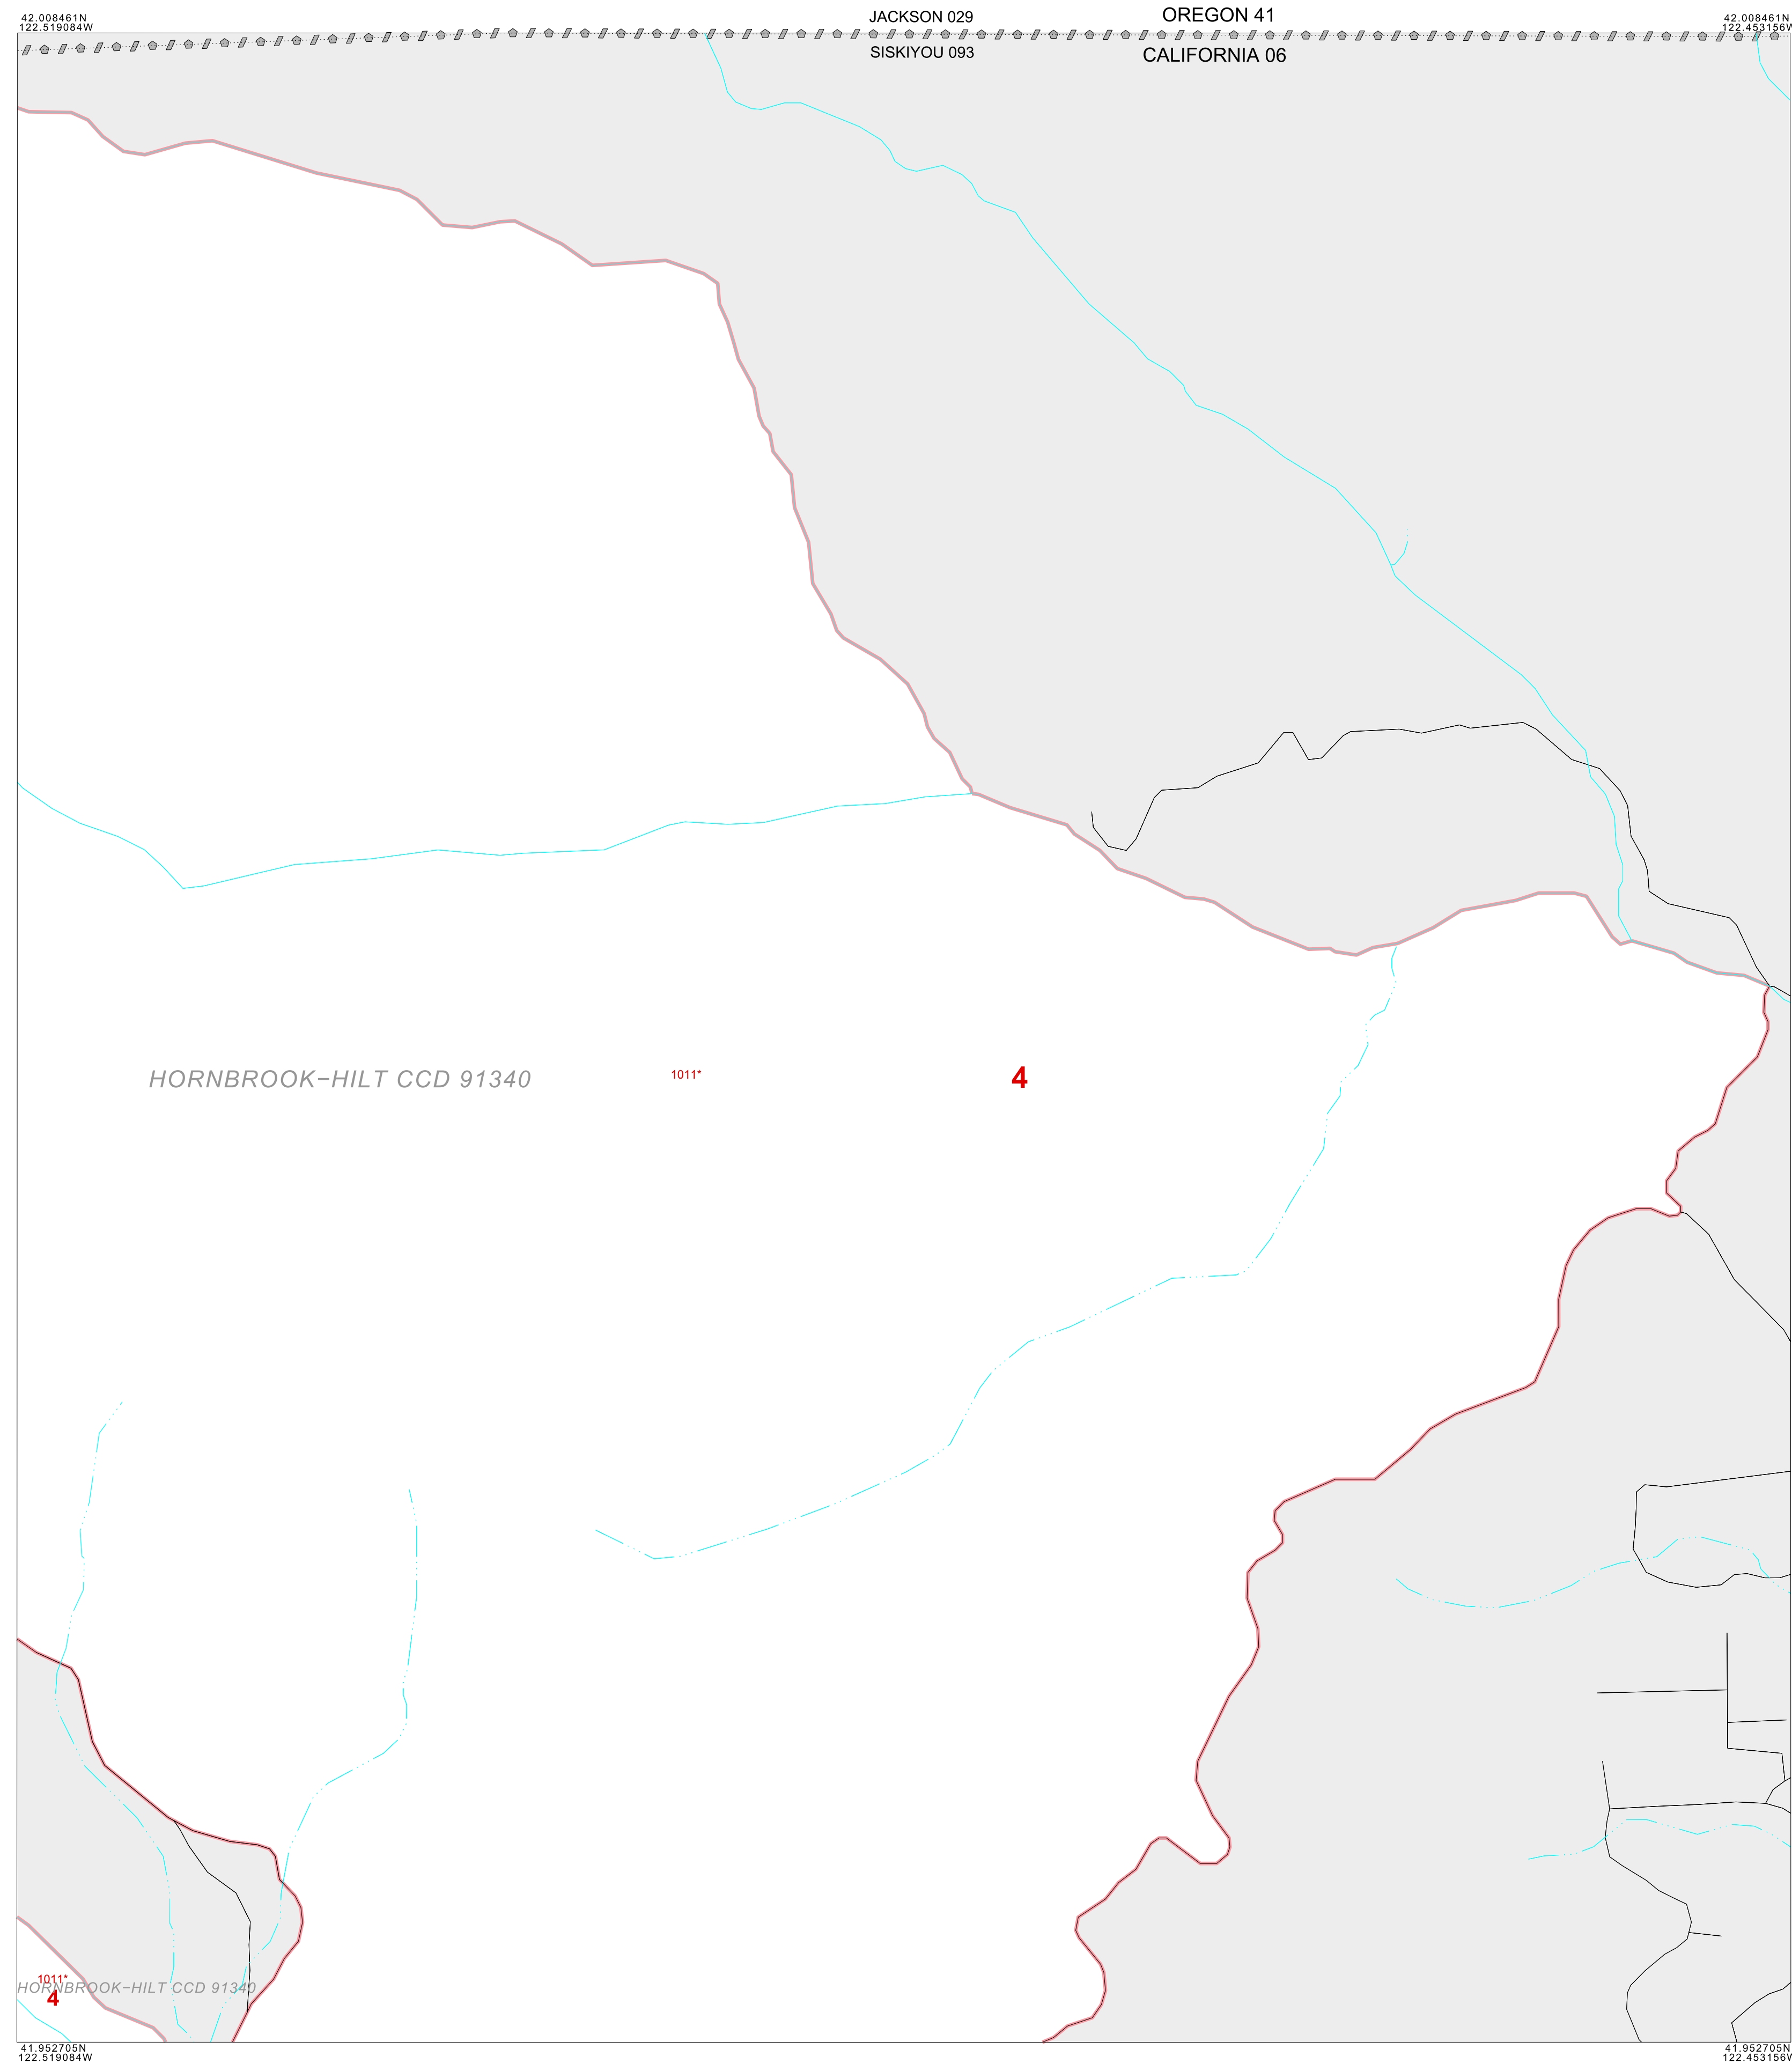 42.008461N
122.519084W
JACKSON 029
OREGON 41
42.008461N
122.453156W
SISKIYOU 093
CALIFORNIA 06
HORNBROOK−HILT CCD 91340
1011*
4
1011*
HORNBROOK−HILT CCD 91340
4
41.952705N
122.519084W
41.952705N
122.453156W